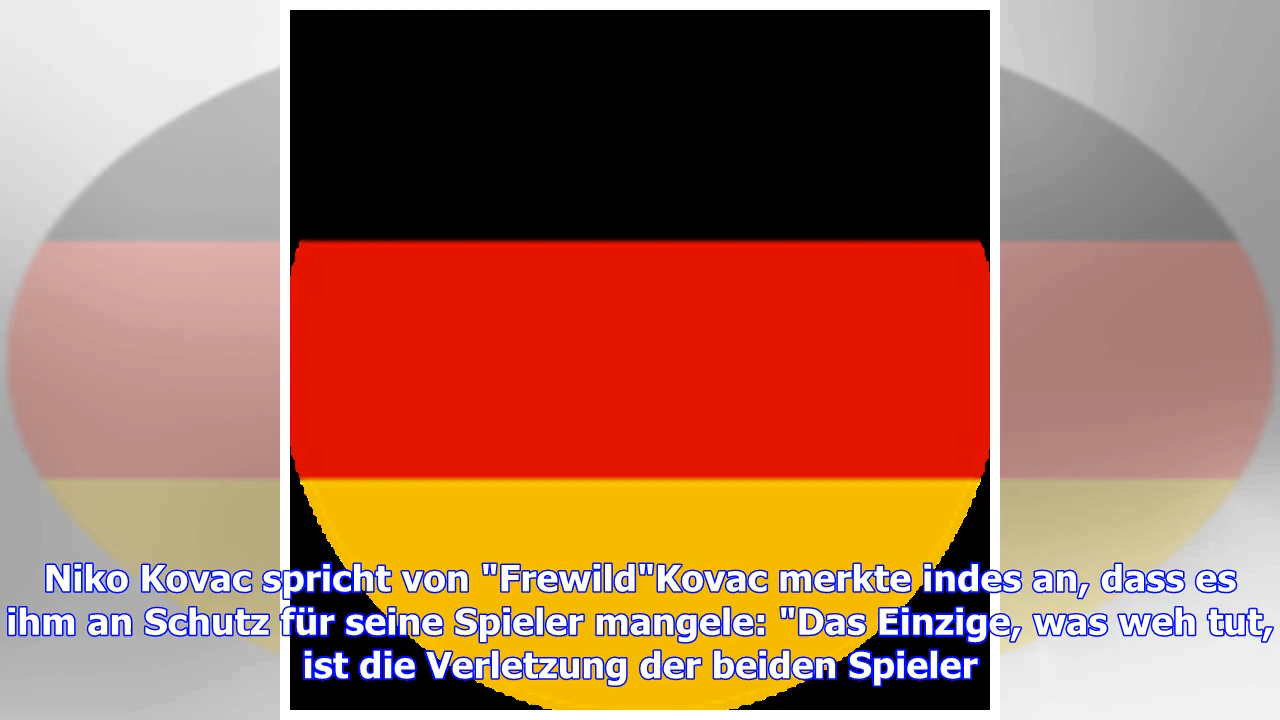 Niko Kovac spricht von "Frewild"Kovac merkte indes an, dass es
ihm an Schutz für seine Spieler mangele: "Das Einzige, was weh tut,
ist die Verletzung der beiden Spieler